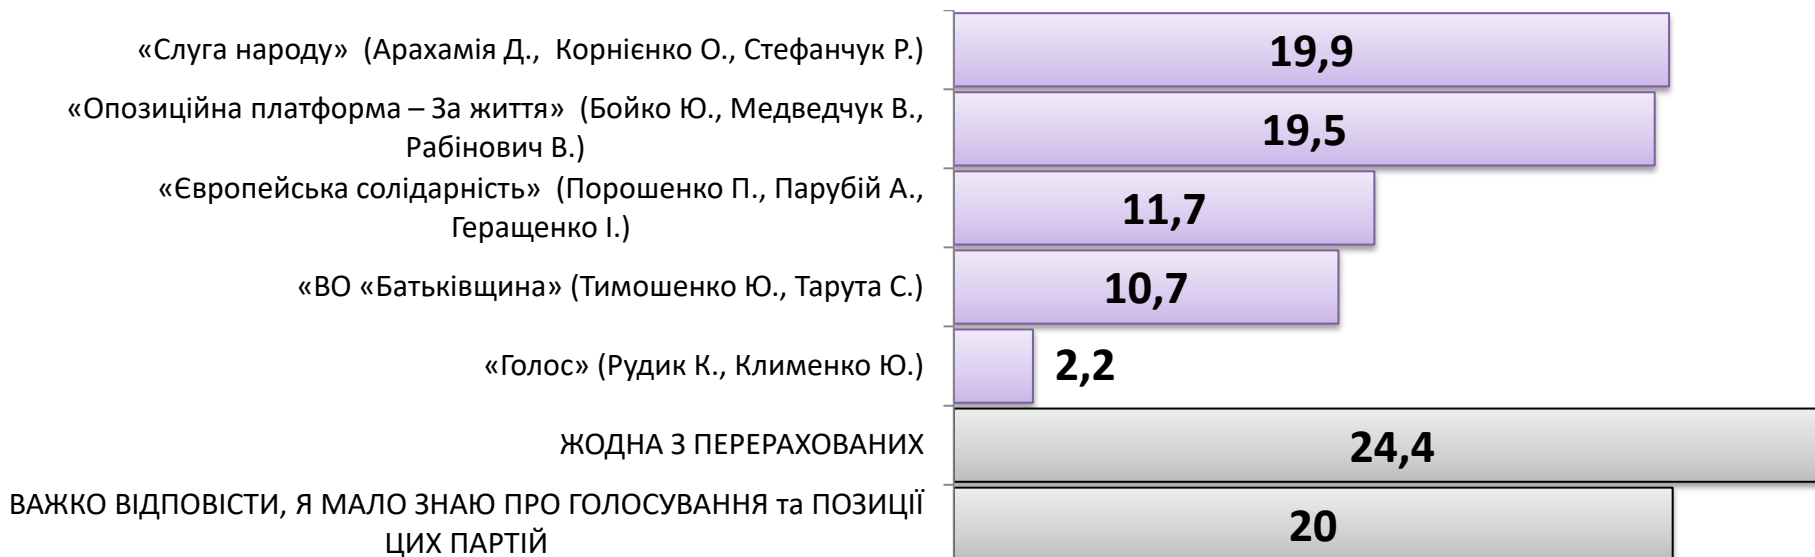 «Слуга народу» (Арахамія Д., Корнієнко О., Стефанчук Р.)
19,9
«Опозиційна платформа – За життя» (Бойко Ю., Медведчук В.,
Рабінович В.)
19,5
«Європейська солідарність» (Порошенко П., Парубій А.,
Геращенко І.)
11,7
«ВО «Батьківщина» (Тимошенко Ю., Тарута С.)
10,7
«Голос» (Рудик К., Клименко Ю.)
2,2
ЖОДНА З ПЕРЕРАХОВАНИХ
24,4
ВАЖКО ВІДПОВІСТИ, Я МАЛО ЗНАЮ ПРО ГОЛОСУВАННЯ та ПОЗИЦІЇ
ЦИХ ПАРТІЙ
20